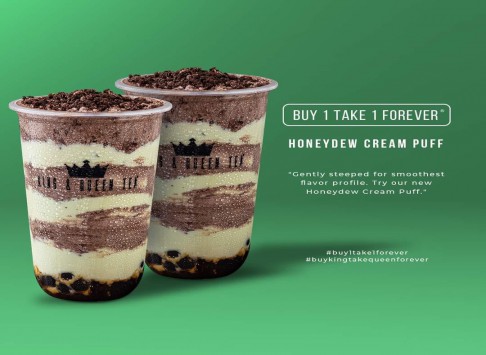 KING & QUEEN TEA
KING & QUEEN TEA
BUY 1 TAKE 1 FOREVER®
HONEYDEW CREAM PUFF
"Gently steeped for smoothest
flavor profile. Try our new
Honeydew Cream Puff."
#buy1take1forever
#buykingtakequeenforever